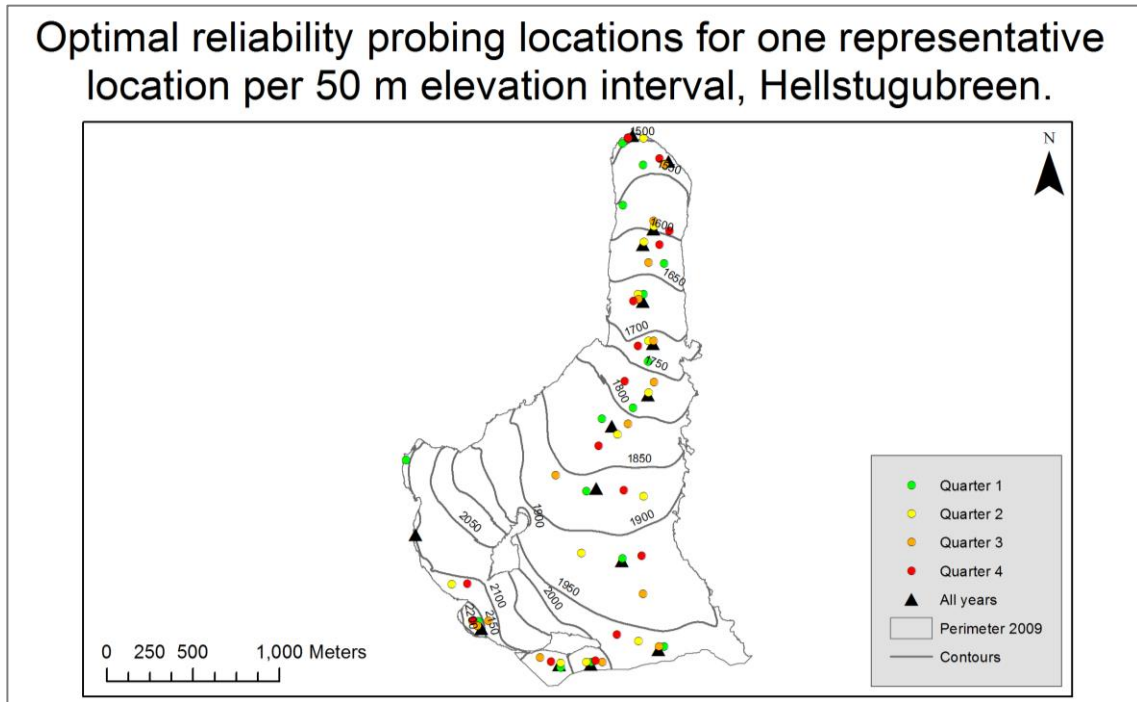 Optimal reliability probing locations for one representative
location per 50 m elevation interval, Hellstugubreen.
1500
N
1550
1600
1650
1700
1750
1800
1850
1900
1900
2050
1950
2100
2000
2150
2200
Quarter 1
Quarter 2
Quarter 3
Quarter 4
All years
Perimeter 2009
Contours
0 250 500 1,000 Meters